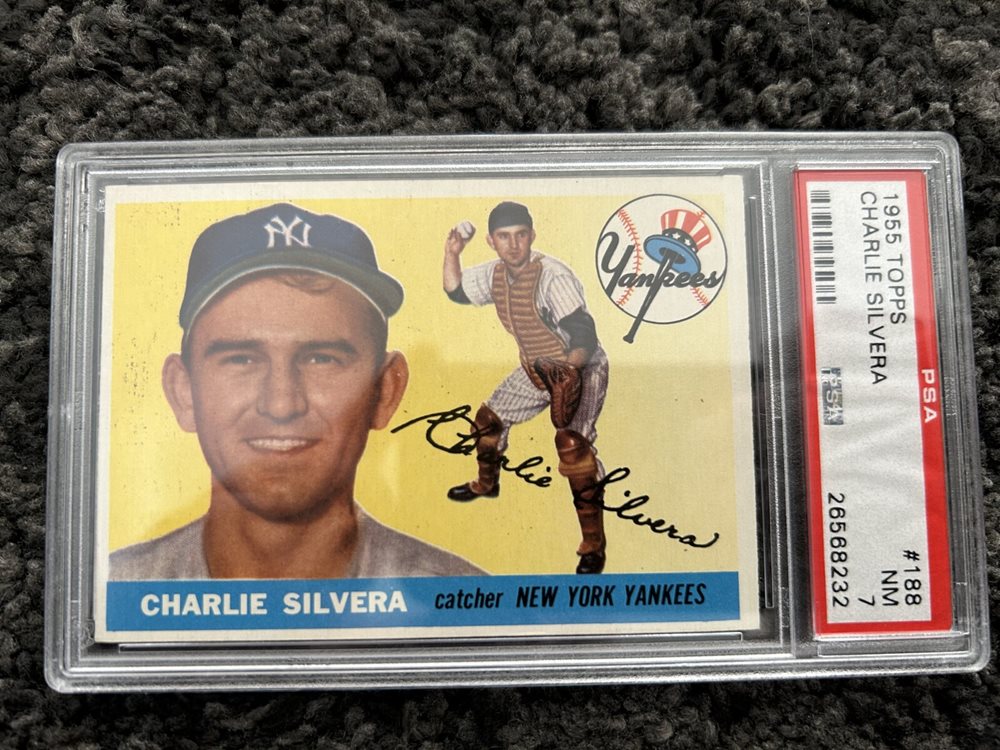 NY
Yankees
Charlie Silvera
CHARLIE SILVERA catcher NEW YORK YANKEES
1955 TOPPS #188
CHARLIE SILVERA NM 7
PSA 26568232
PSA